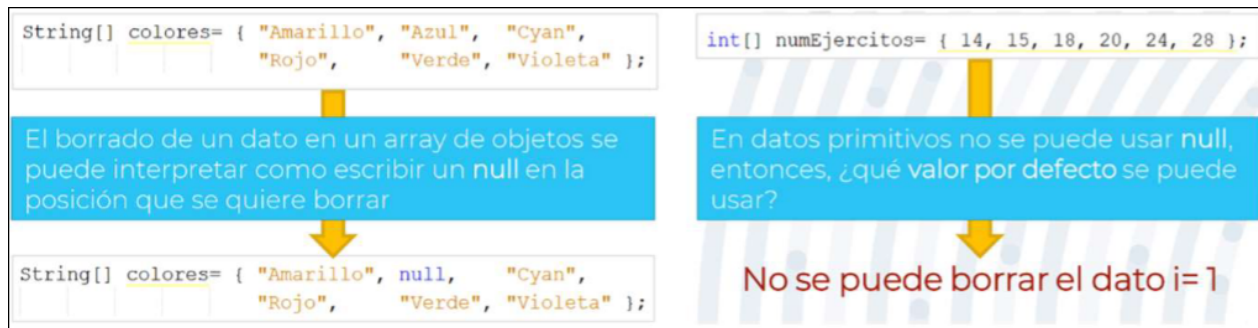 String[] colores= { "Amarillo", "Azul", "Cyan",
"Rojo", "Verde", "Violeta" };
El borrado de un dato en un array de objetos se
puede interpretar como escribir un null en la
posición que se quiere borrar
String[] colores= { "Amarillo", null, "Cyan",
"Rojo", "Verde", "Violeta" };
int[] numEjercitos= { 14, 15, 18, 20, 24, 28 };
En datos primitivos no se puede usar null,
entonces, ¿qué valor por defecto se puede
usar?
No se puede borrar el dato i= 1